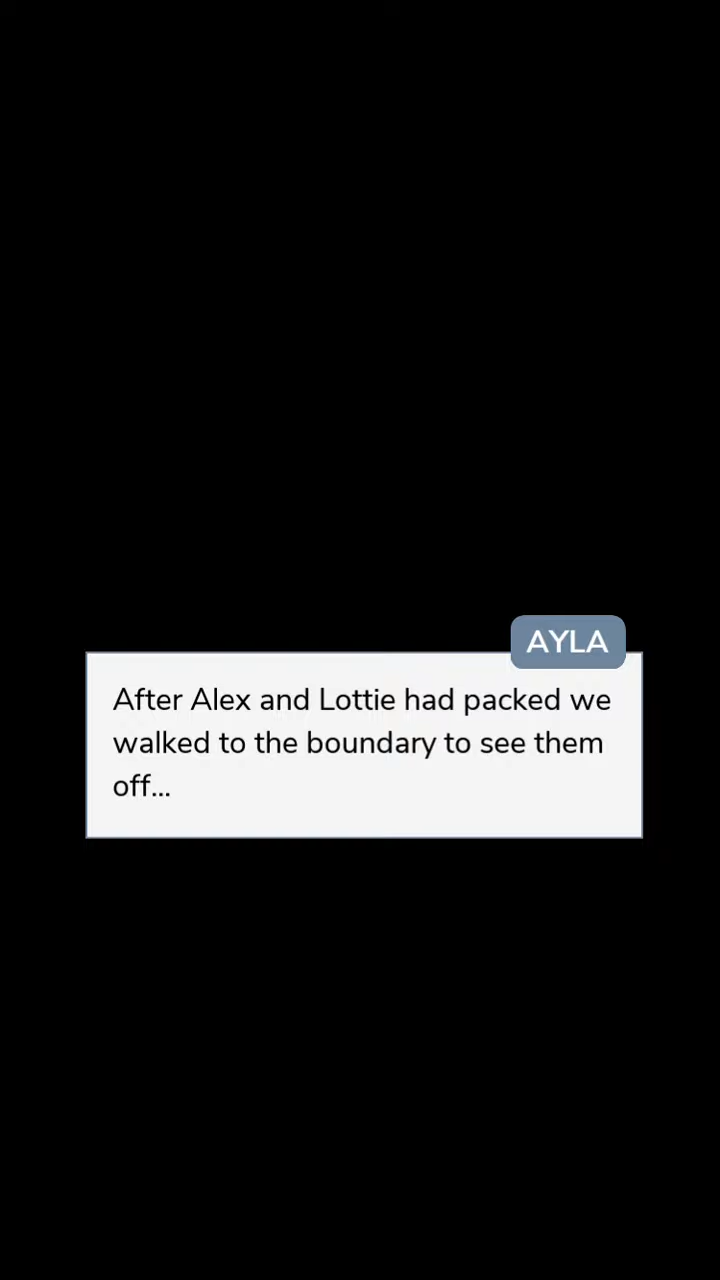 AYLA
After Alex and Lottie had packed we
walked to the boundary to see them
off...